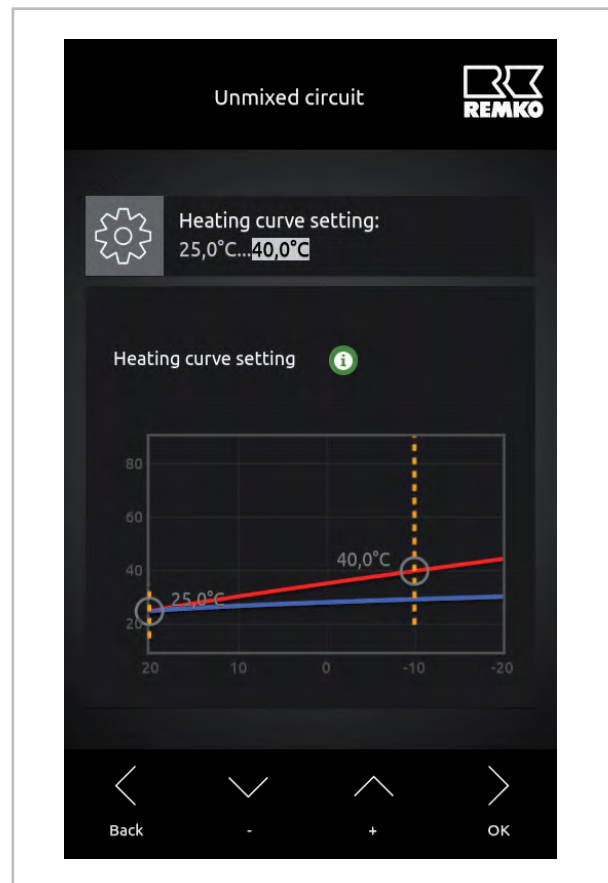 Unmixed circuit
REMKO
Heating curve setting:
25,0°C...40,0°C
Heating curve setting
i
80
60
40,0°C
40
25,0°C
20
20 10 0 -10 -20
Back - + OK